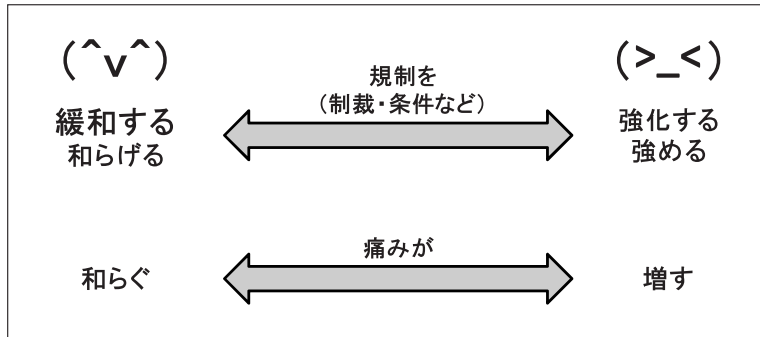 (^v^)
規制を
(>_<)
(制裁・条件など)
緩和する
強化する
和らげる
強める
痛みが
和らぐ
増す